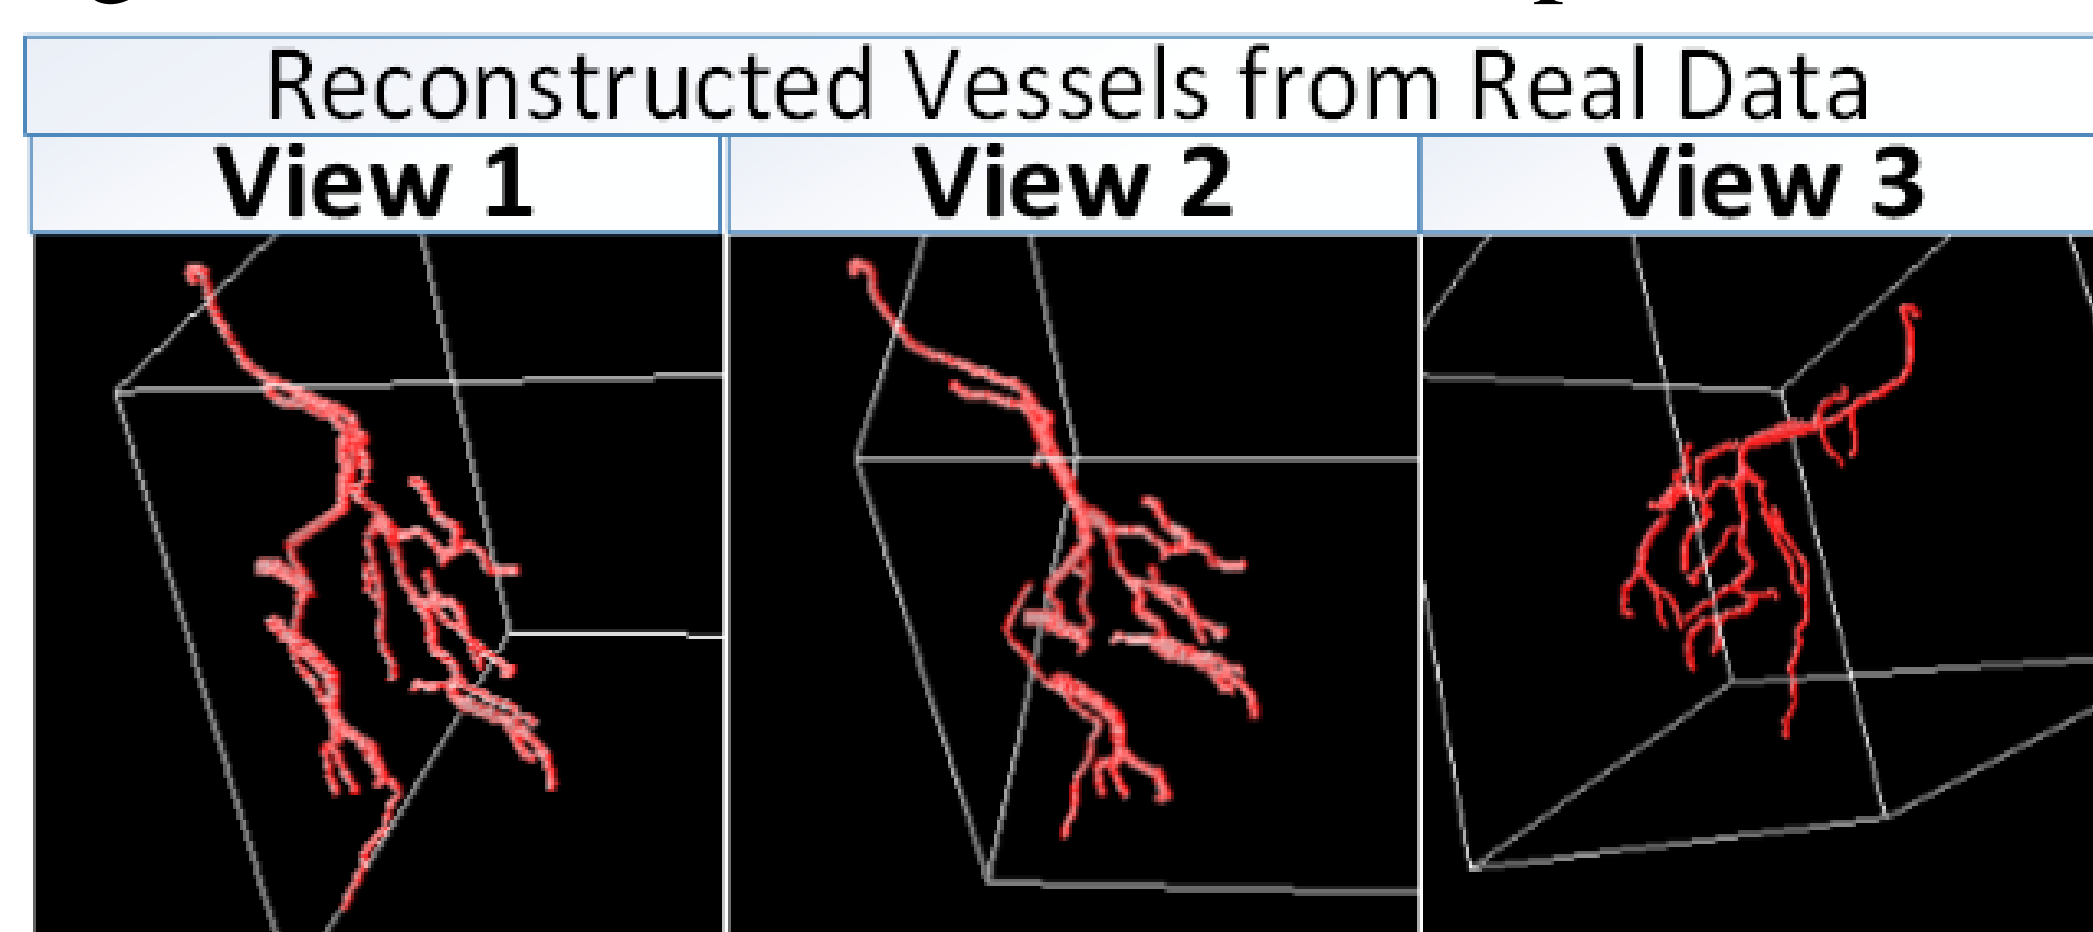 Reconstructed Vessels from Real Data
View 1
View 2
View 3